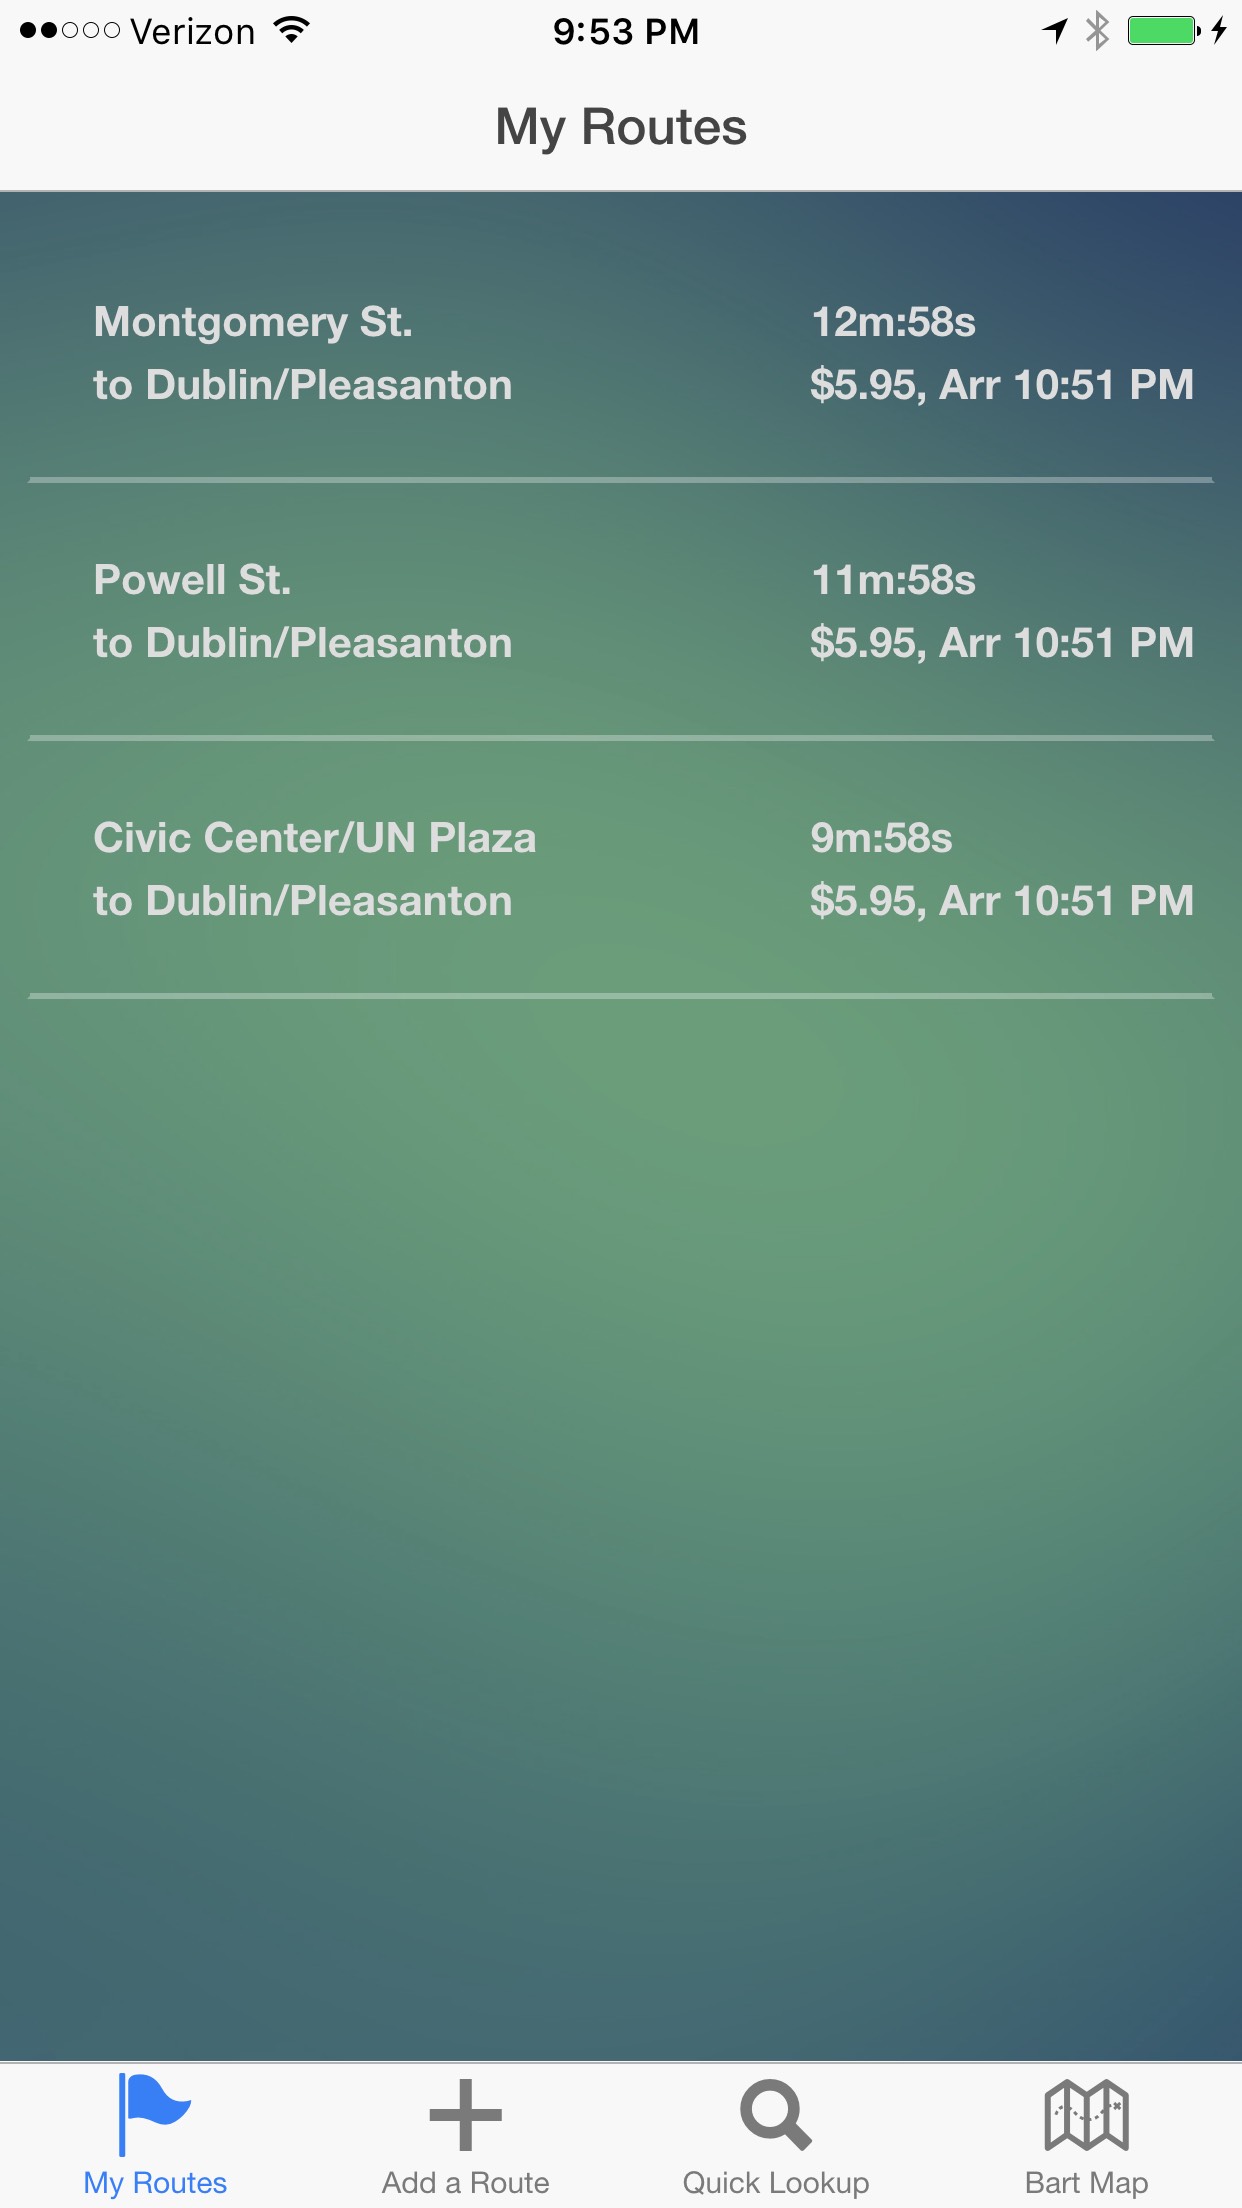 Verizon 9:53 PM
My Routes
Montgomery St. 12m:58s
to Dublin/Pleasanton $5.95, Arr 10:51 PM
Powell St. 11m:58s
to Dublin/Pleasanton $5.95, Arr 10:51 PM
Civic Center/UN Plaza 9m:58s
to Dublin/Pleasanton $5.95, Arr 10:51 PM
My Routes Add a Route Quick Lookup Bart Map